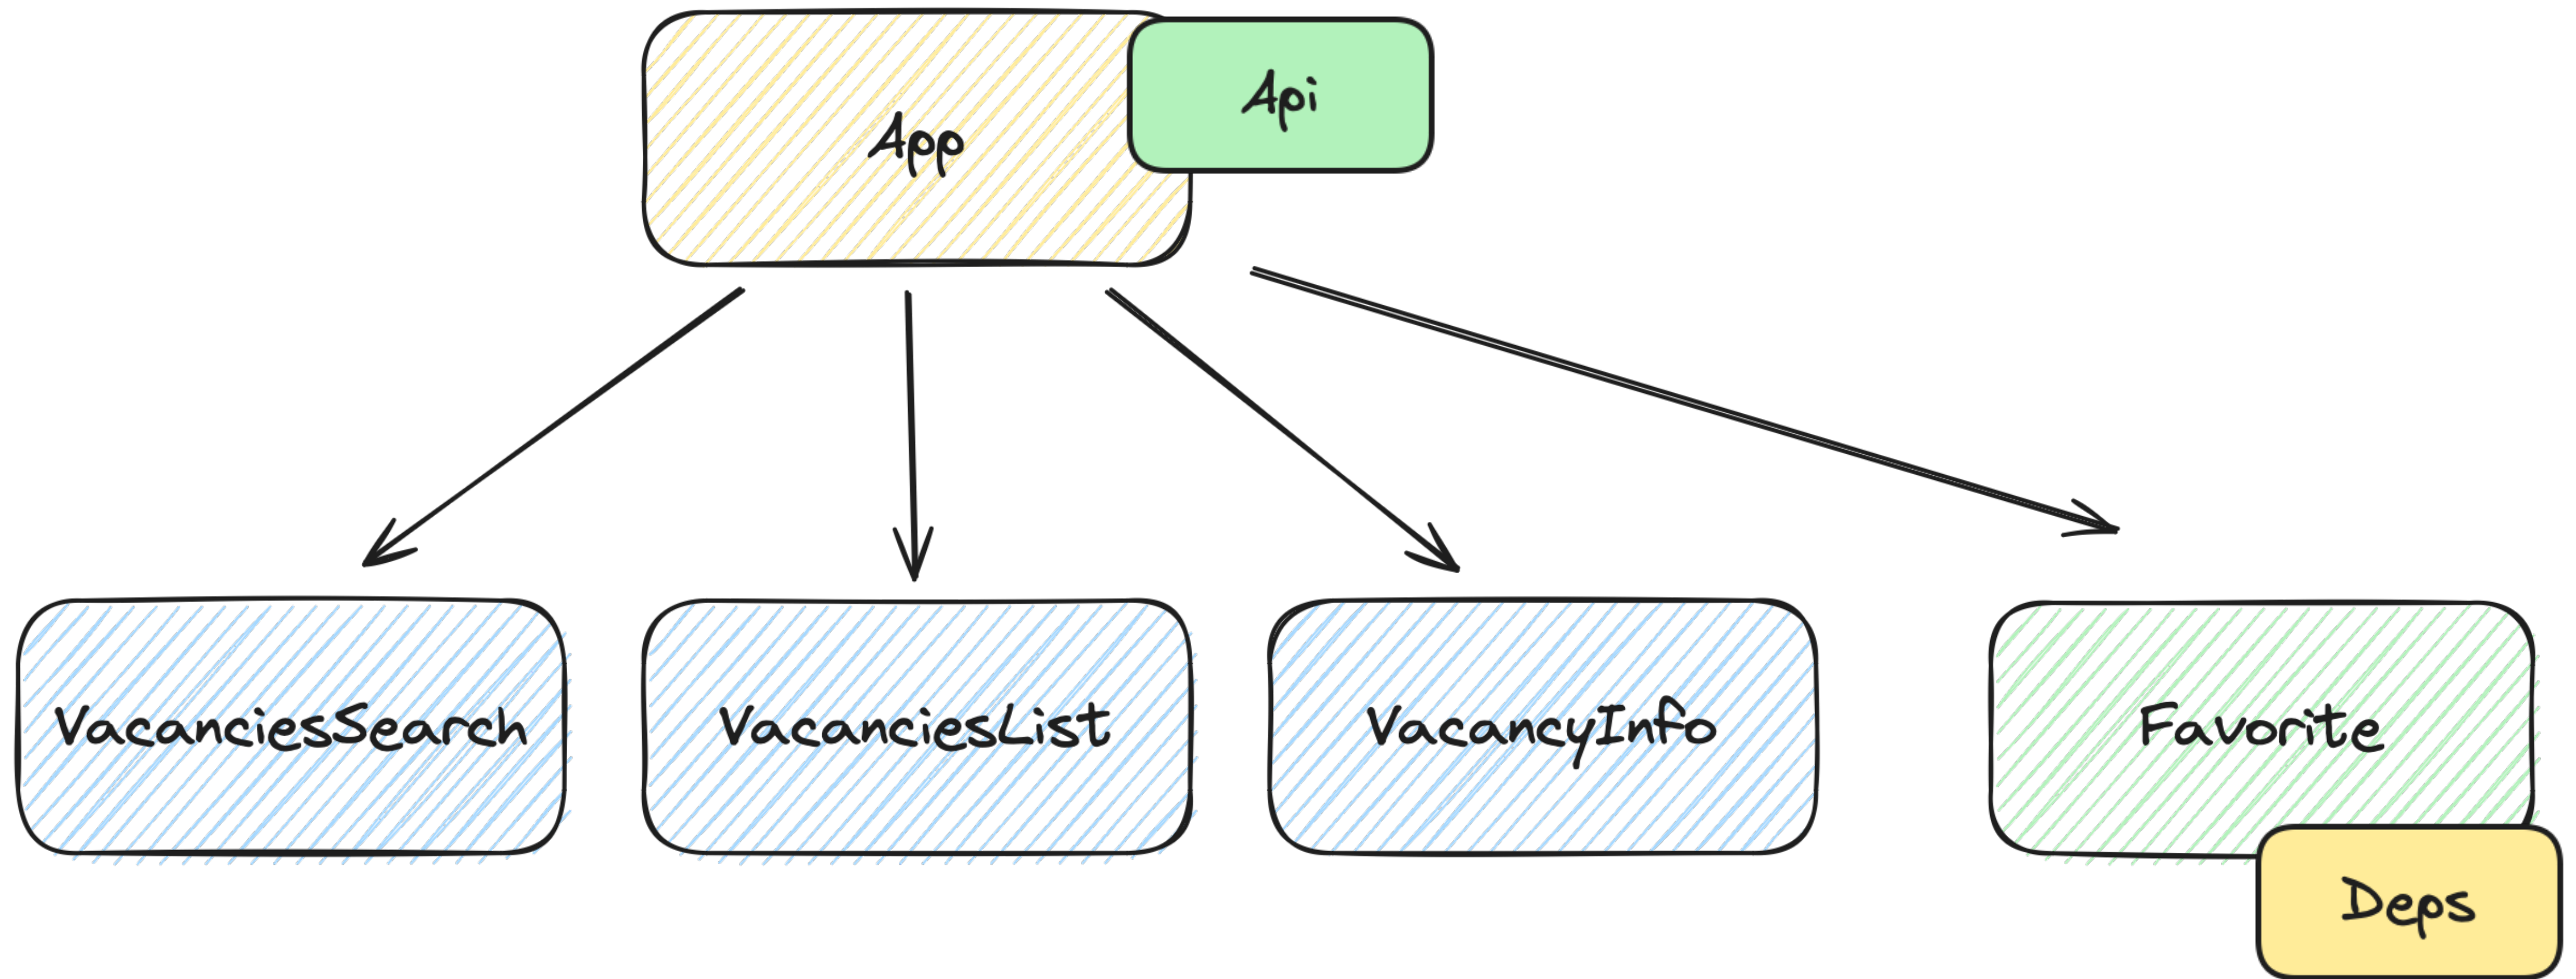 App
Api
VacanciesSearch
VacanciesList
VacancyInfo
Favorite
Deps